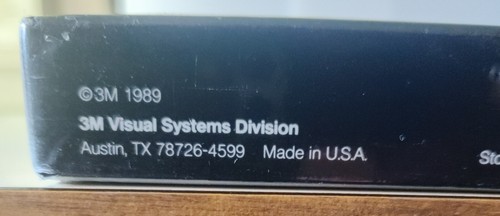 ©3M 1989
3M Visual Systems Division
Austin, TX 78726-4599 Made in U.S.A.